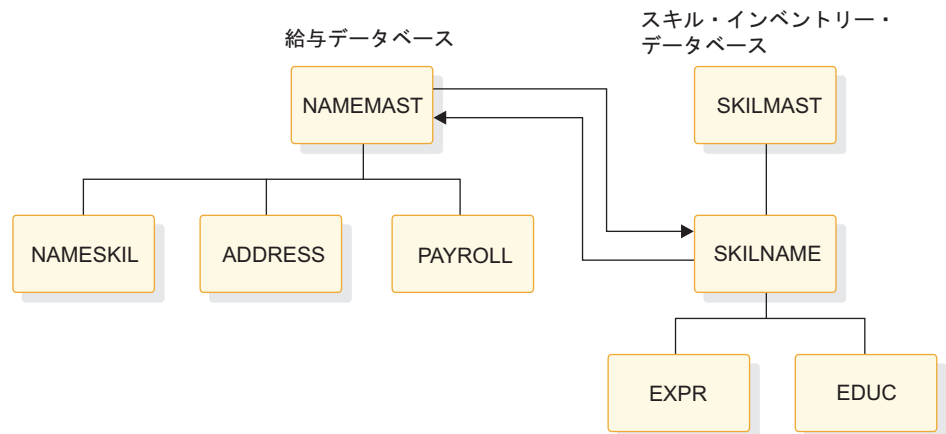 給与データベース
スキル・インベントリー・
データベース
NAMEMAST
SKILMAST
NAMESKIL
ADDRESS
PAYROLL
SKILNAME
EXPR
EDUC